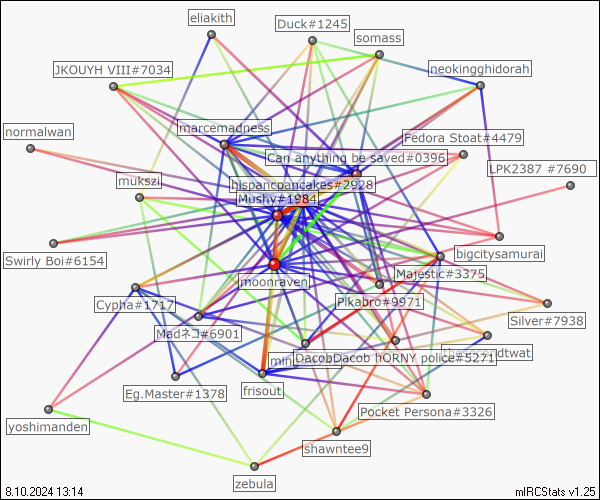 eliakith
Duck#1245
somass
JKOUYH VIII#7034
neokingghidorah
marcemadness
normalwan
Fedora Stoat#4479
Can anything be saved#0396
LPK2387 #7690
mukszi
hispanicpancakes#2928
Mushy#1984
bigcitysamurai
Swirly Boi#6154
Majestic#3375
moonraven
Cypha#1717
Pikabro#9971
Silver#7938
Madネコ#6901
DacobDacob hORNY police#5271
Eg.Master#1378
frisout
Pocket Persona#3326
yoshimanden
shawntee9
zebula
8.10.2024 13:14
mIRCStats v1.25